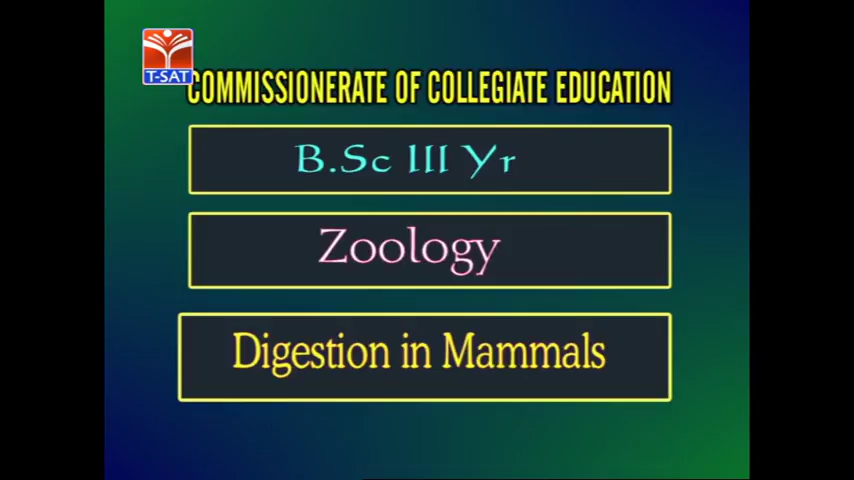 T-SAT
COMMISSIONERATE OF COLLEGIATE EDUCATION
B.Sc III Yr
Zoology
Digestion in Mammals